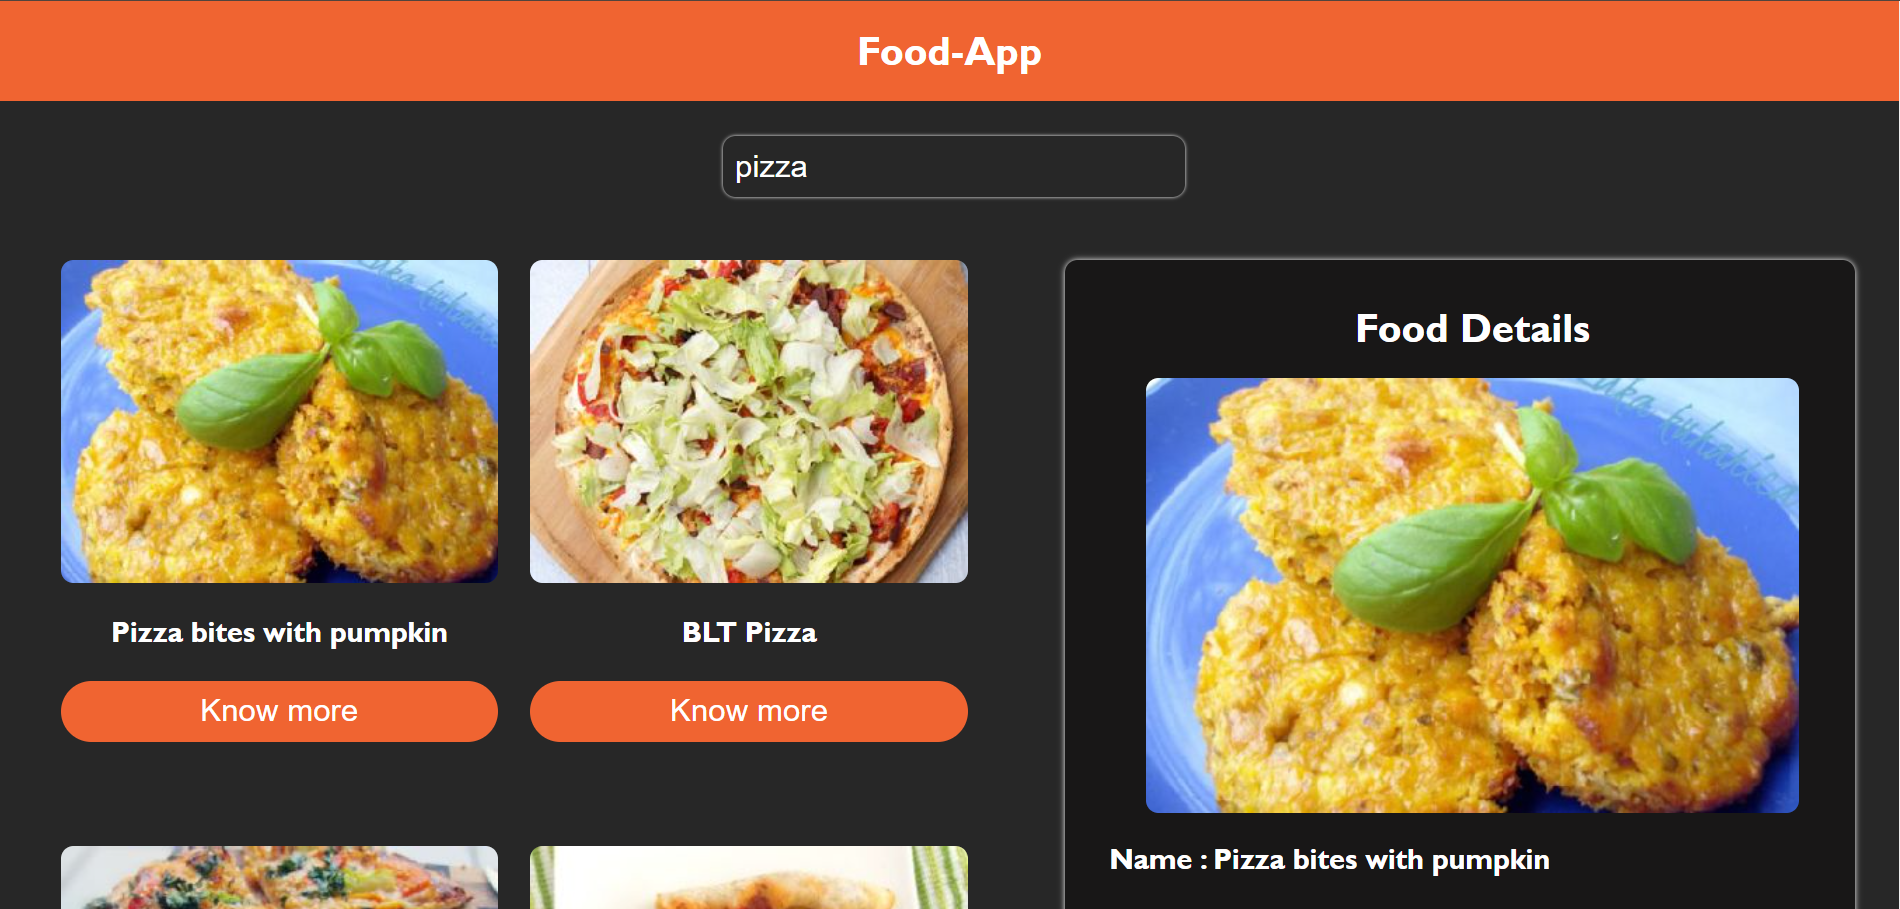 Food-App
pizza
Pizza bites with pumpkin
Know more
BLT Pizza
Know more
Food Details
Name : Pizza bites with pumpkin